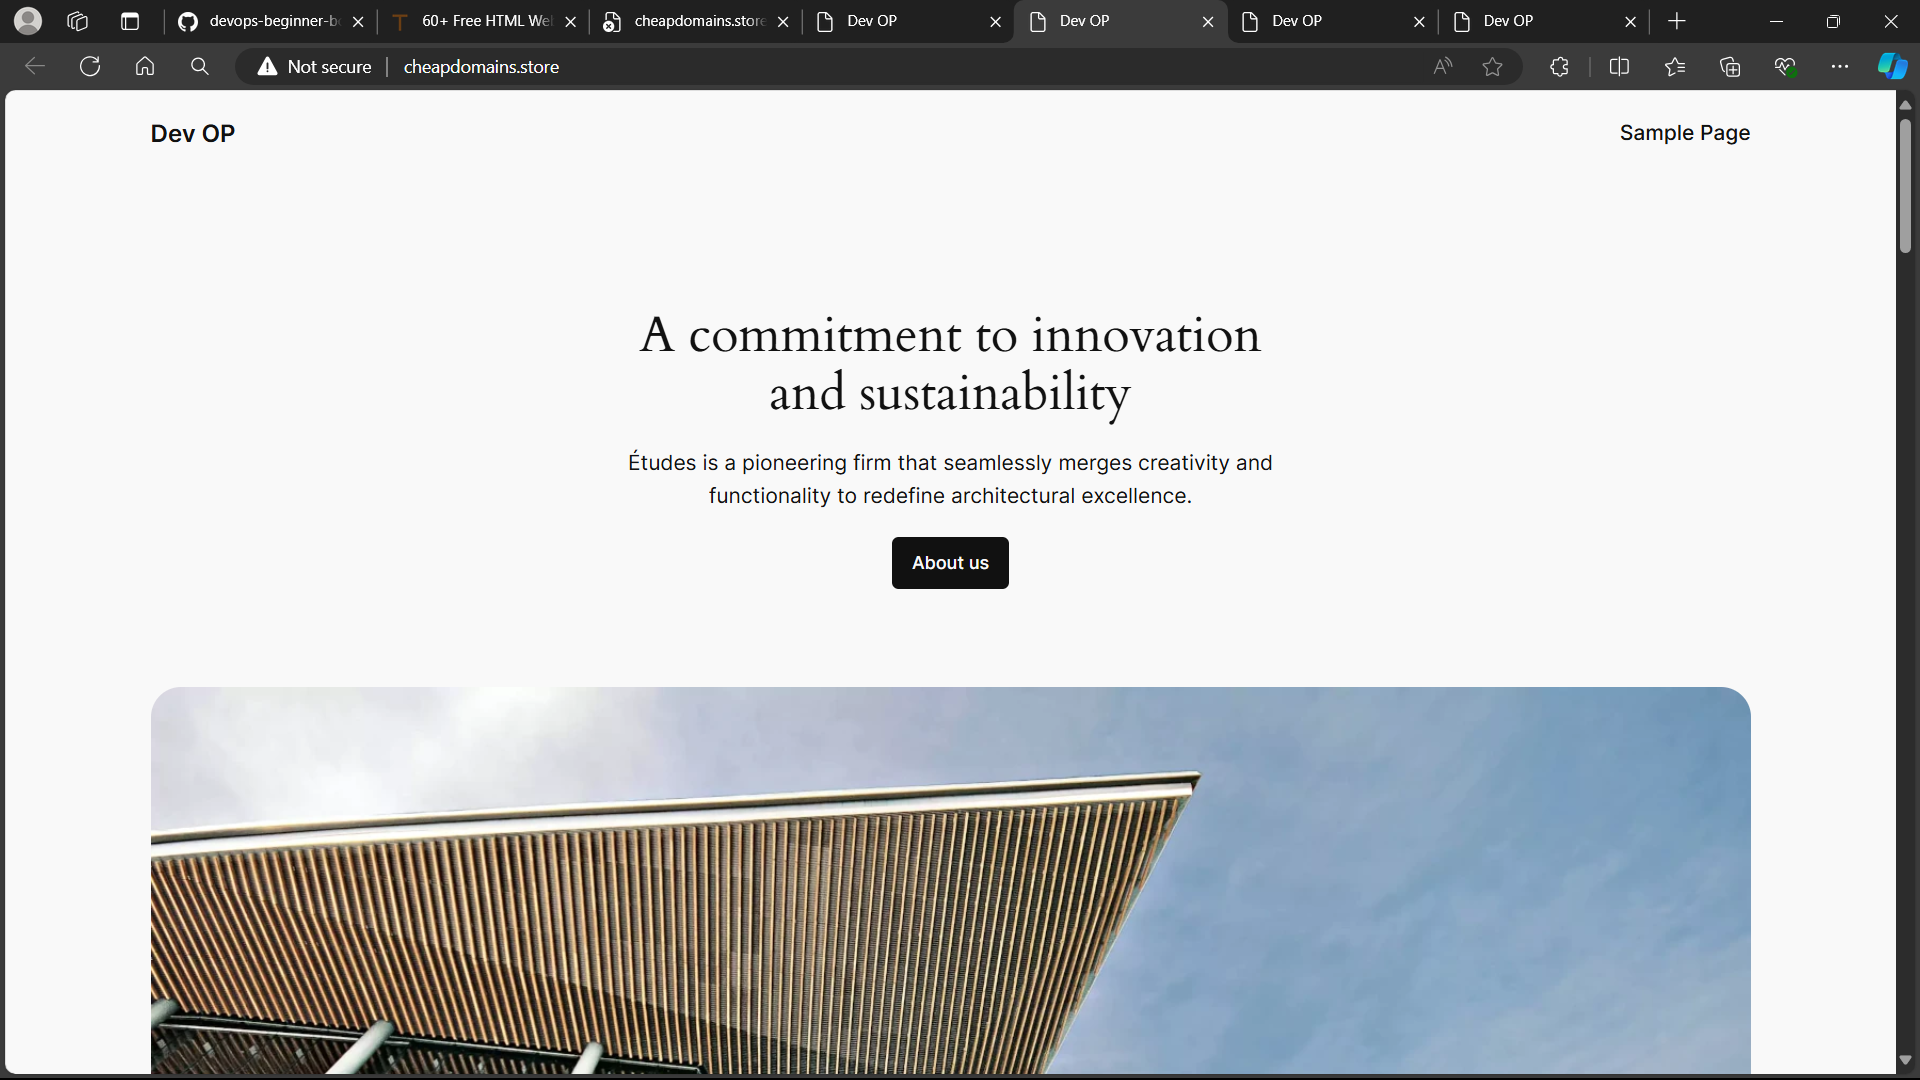 devops-beginner-bo
60+ Free HTML Web
cheapdomains.store
Dev OP
Dev OP
Dev OP
Dev OP
Not secure
cheapdomains.store
Dev OP
Sample Page
A commitment to innovation
and sustainability
Études is a pioneering firm that seamlessly merges creativity and
functionality to redefine architectural excellence.
About us